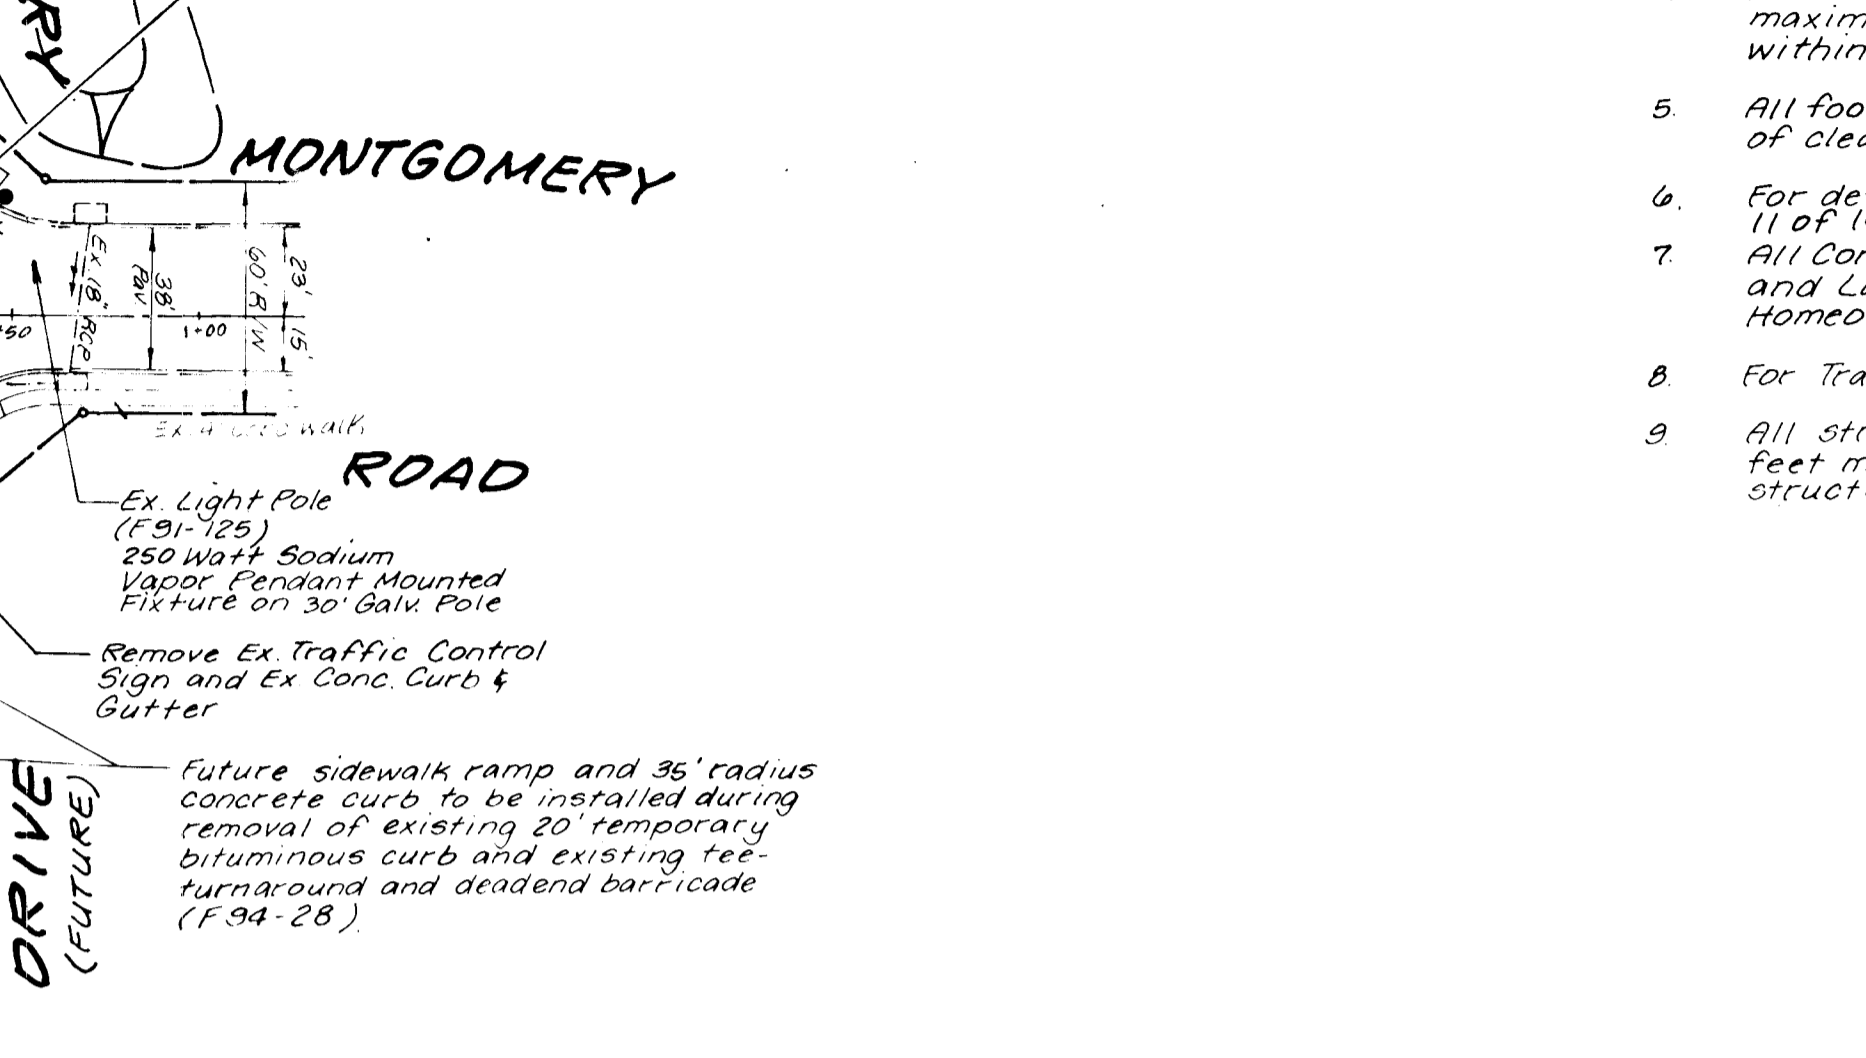 RY
MONTGOMERY
Ex. 18" RCP
38'
Pav.
60' R/W
23'
15'
+50
1+00
Ex. 4' walk
ROAD
Ex. Light Pole
(F91-125)
250 Watt Sodium
Vapor Pendant Mounted
Fixture on 30' Galv. Pole
Remove Ex. Traffic Control
Sign and Ex Conc. Curb &
Gutter
Future sidewalk ramp and 35' radius
concrete curb to be installed during
removal of existing 20' temporary
bituminous curb and existing tee-
turnaround and deadend barricade
(F94-28).
DRIVE
(FUTURE)
maxim
within
5. All foo
of clea
6. For de
11 of 1
7. All Con
and La
Homeo
8. For Tra
9. All str
feet m
struct